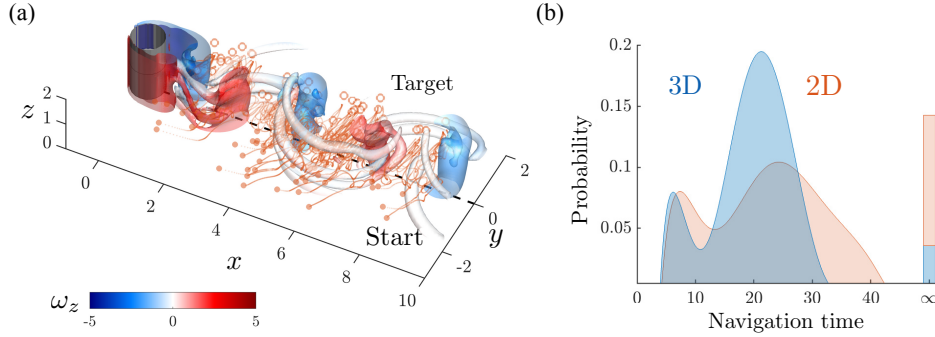 (a)
Target
z
2
1
0
0
2
4
6
8
10
x
Start
2
0
-2
y
ω_z
-5
0
5
(b)
0.2
0.15
0.1
0.05
Probability
3D
2D
0
10
20
30
40
∞
Navigation time